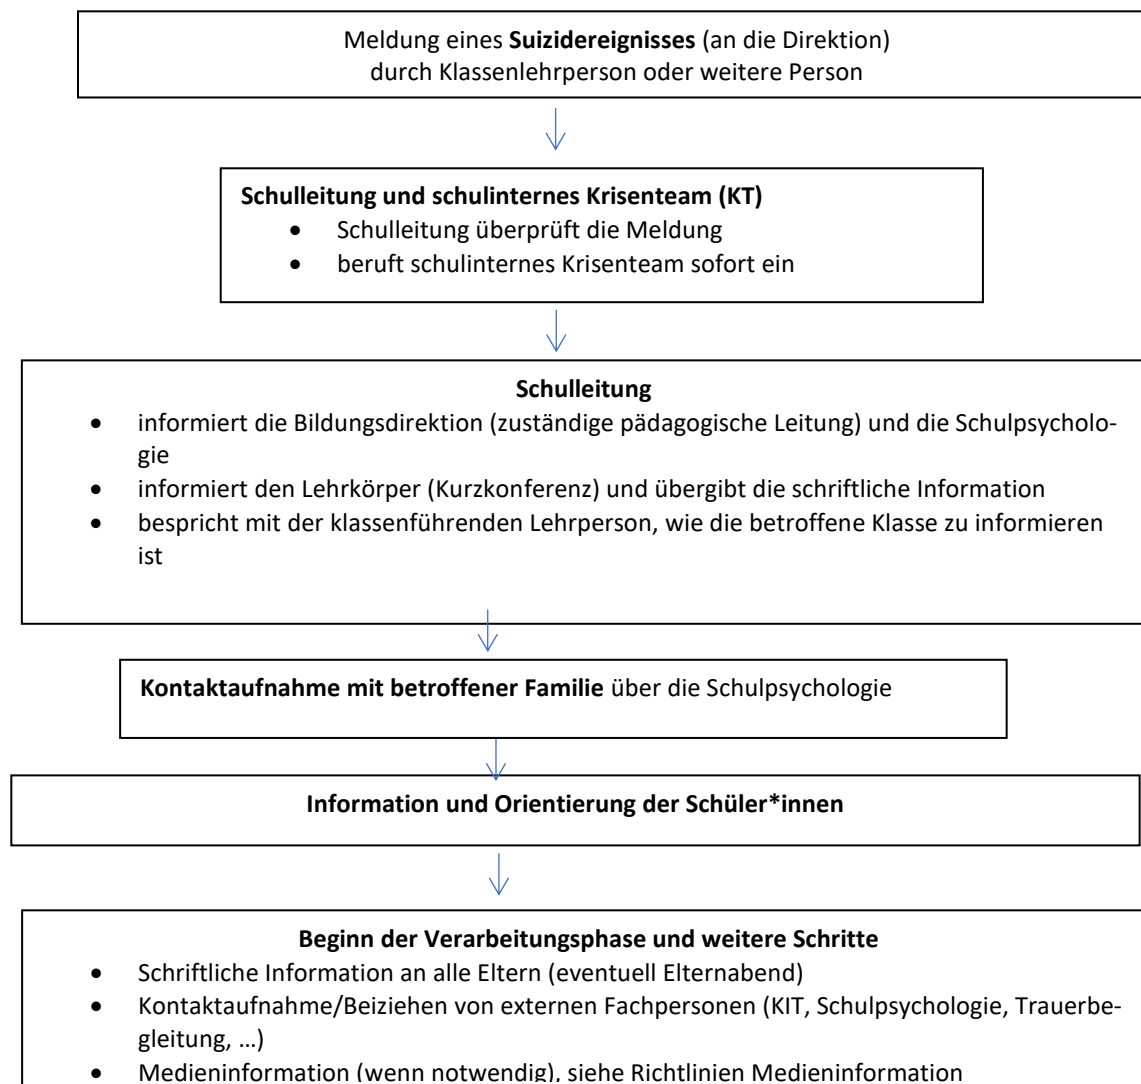 Meldung eines Suizidereignisses (an die Direktion)
durch Klassenlehrperson oder weitere Person
Schulleitung und schulinternes Krisenteam (KT)
• Schulleitung überprüft die Meldung
• beruft schulinternes Krisenteam sofort ein
Schulleitung
• informiert die Bildungsdirektion (zuständige pädagogische Leitung) und die Schulpsycholo-
gie
• informiert den Lehrkörper (Kurzkonferenz) und übergibt die schriftliche Information
• bespricht mit der klassenführenden Lehrperson, wie die betroffene Klasse zu informieren
ist
Kontaktaufnahme mit betroffener Familie über die Schulpsychologie
Information und Orientierung der Schüler*innen
Beginn der Verarbeitungsphase und weitere Schritte
• Schriftliche Information an alle Eltern (eventuell Elternabend)
• Kontaktaufnahme/Beiziehen von externen Fachpersonen (KIT, Schulpsychologie, Trauerbe-
gleitung, …)
• Medieninformation (wenn notwendig), siehe Richtlinien Medieninformation